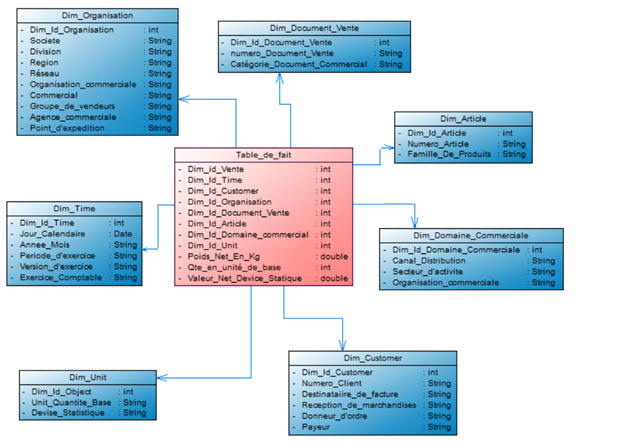 Dim_Organisation
- Dim_Id_Organisation : int
- Societe : String
- Division : String
- Region : String
- Réseau : String
- Organisation_commerciale : String
- Commercial : String
- Groupe_de_vendeurs : String
- Agence_commerciale : String
- Point_d'expedition : String
Dim_Document_Vente
- Dim_Id_Document_Vente : int
- numero_Document_Vente : String
- Catégorie_Document_Commercial : String
Dim_Article
- Dim_Id_Article : int
- Numero_Article : String
- Famille_De_Produits : String
Table_de_fait
- Dim_id_Vente : int
- Dim_Id_Time : int
- Dim_Id_Customer : int
- Dim_Id_Organisation : int
- Dim_Id_Document_Vente : int
- Dim_Id_Article : int
- Dim_Id_Domaine_commercial : int
- Dim_Id_Unit : int
- Poids_Net_En_Kg : double
- Qte_en_unité_de_base : int
- Valeur_Net_Device_Statique : double
Dim_Time
- Dim_Id_Time : int
- Jour_Calendaire : Date
- Annee_Mois : String
- Periode_d'exercice : String
- Version_d'exercice : String
- Exercice_Comptable : String
Dim_Domaine_Commerciale
- Dim_Id_Domaine_Commerciale : int
- Canal_Distribution : String
- Secteur_d'activite : String
- Organisation_commerciale : String
Dim_Unit
- Dim_Id_Object : int
- Unit_Quantite_Base : String
- Devise_Statistique : String
Dim_Customer
- Dim_Id_Customer : int
- Numero_Client : String
- Destinataiire_de_facture : String
- Reception_de_marchandises : String
- Donneur_d'ordre : String
- Payeur : String